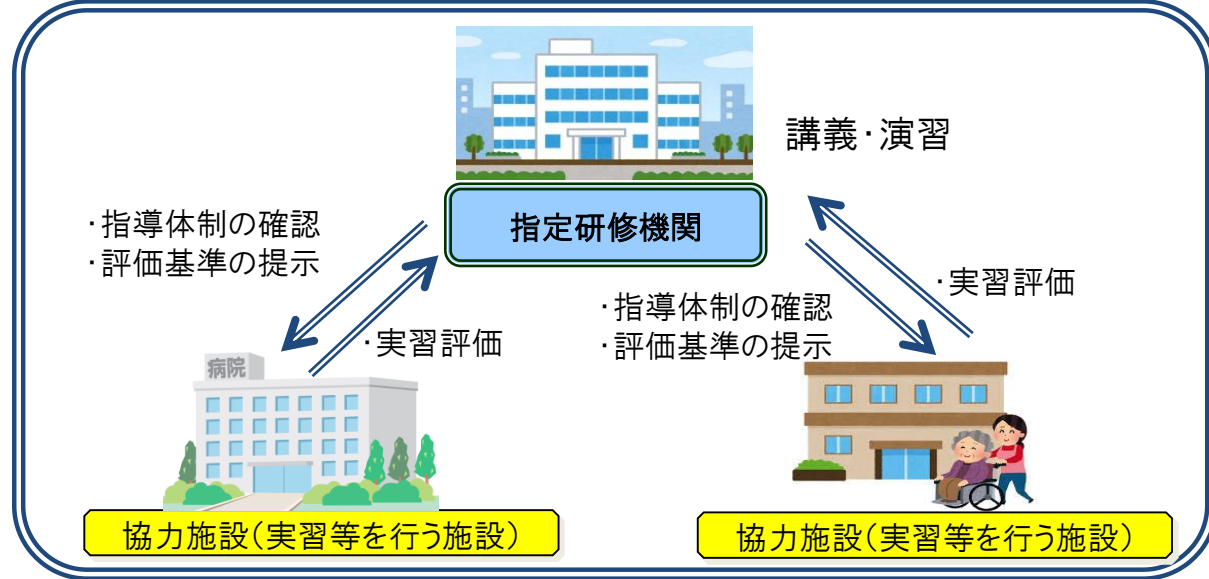 講義・演習
指定研修機関
・指導体制の確認
・評価基準の提示
・実習評価
・指導体制の確認
・評価基準の提示
・実習評価
病院
協力施設(実習等を行う施設)
協力施設(実習等を行う施設)